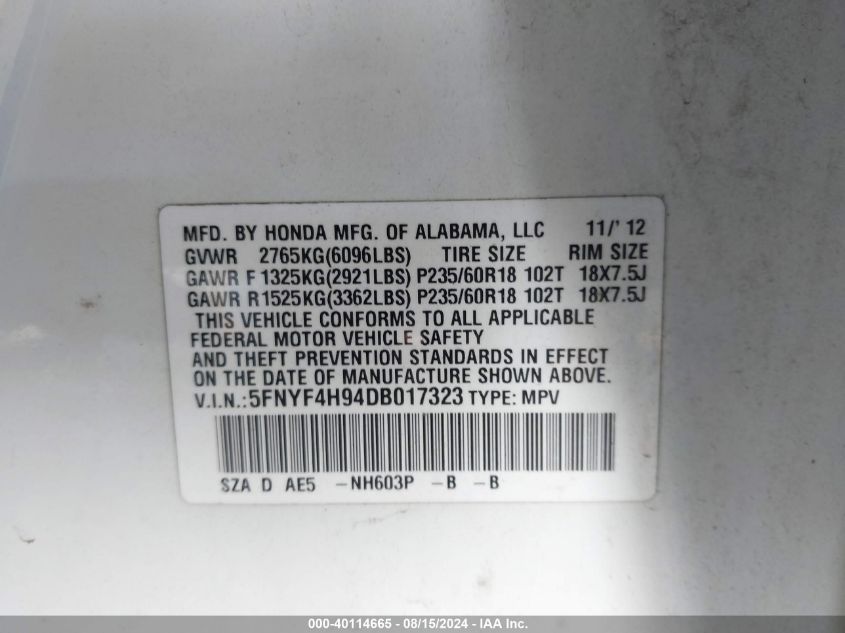 MFD. BY HONDA MFG. OF ALABAMA, LLC 11/' 12
GVWR 2765KG(6096LBS) TIRE SIZE RIM SIZE
GAWR F1325KG(2921LBS) P235/60R18 102T 18X7.5J
GAWR R1525KG(3362LBS) P235/60R18 102T 18X7.5J
THIS VEHICLE CONFORMS TO ALL APPLICABLE
FEDERAL MOTOR VEHICLE SAFETY
AND THEFT PREVENTION STANDARDS IN EFFECT
ON THE DATE OF MANUFACTURE SHOWN ABOVE.
V.I.N.:5FNYF4H94DB017323 TYPE: MPV
SZA D AE5 -NH603P -B -B
000-40114665 - 08/15/2024 - IAA Inc.